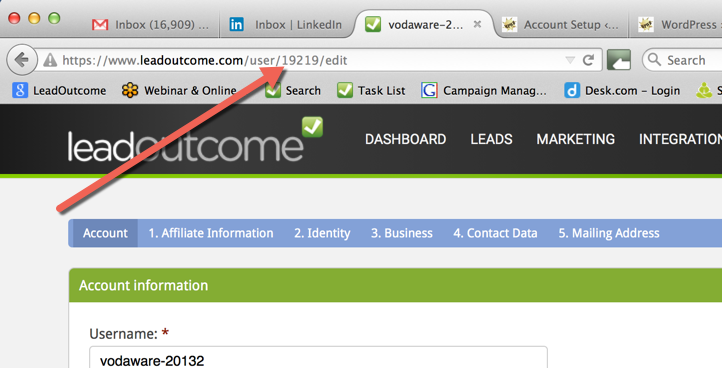 Inbox (16,909) ...
Inbox | LinkedIn
vodaware-2...
Account Setup ‹...
WordPress
https://www.leadoutcome.com/user/19219/edit
Search
LeadOutcome
Webinar & Online
Search
Task List
Campaign Manag...
Desk.com - Login
S
leadoutcome
DASHBOARD
LEADS
MARKETING
INTEGRATION
Account
1. Affiliate Information
2. Identity
3. Business
4. Contact Data
5. Mailing Address
Account information
Username: *
vodaware-20132